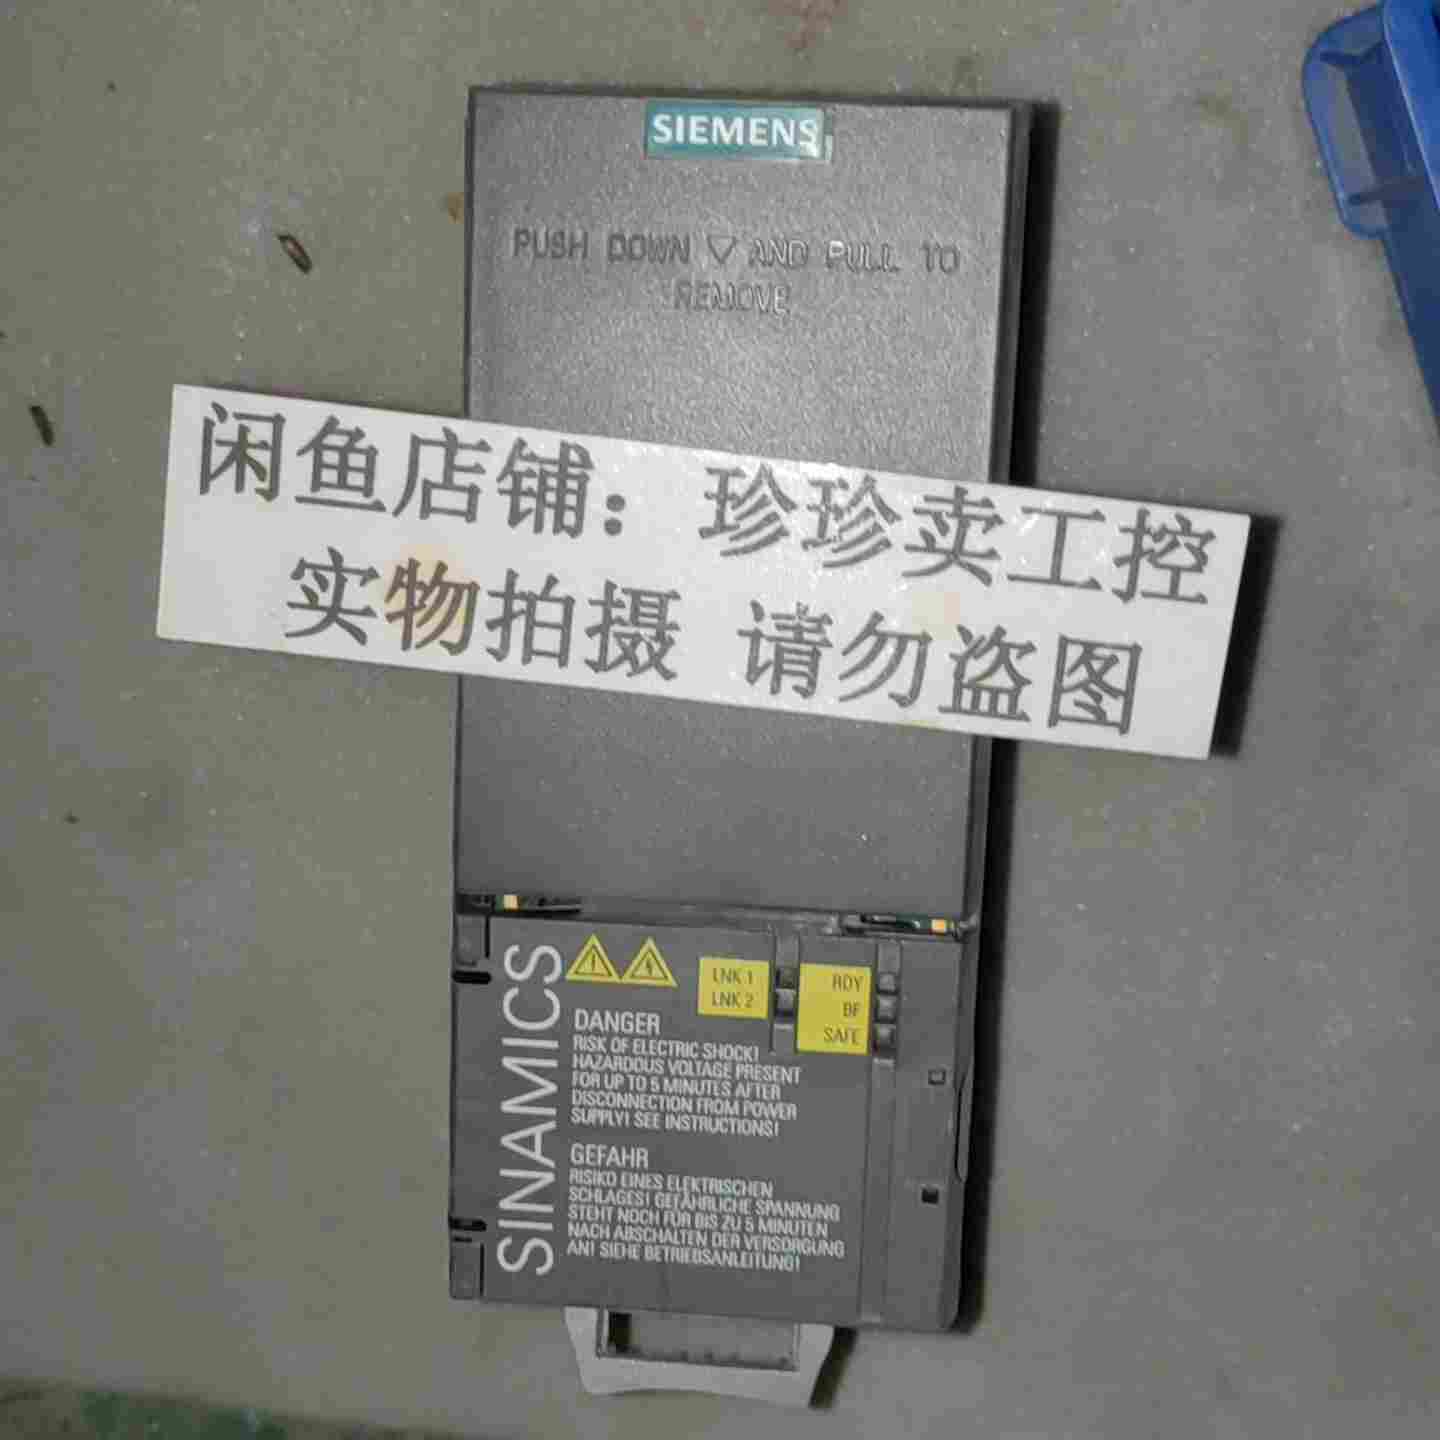 SIEMENS
PUSH DOWN ▽ AND PULL TO
REMOVE
闲鱼店铺：珍珍卖工控
实物拍摄 请勿盗图
SINAMICS
LNK 1
LNK 2
RDY
BF
SAFE
DANGER
RISK OF ELECTRIC SHOCK!
HAZARDOUS VOLTAGE PRESENT
FOR UP TO 5 MINUTES AFTER
DISCONNECTION FROM POWER
SUPPLY! SEE INSTRUCTIONS!
GEFAHR
RISIKO EINES ELEKTRISCHEN
SCHLAGES! GEFÄHRLICHE SPANNUNG
STEHT NOCH FÜR BIS ZU 5 MINUTEN
NACH ABSCHALTEN DER VERSORGUNG
AN! SIEHE BETRIEBSANLEITUNG!